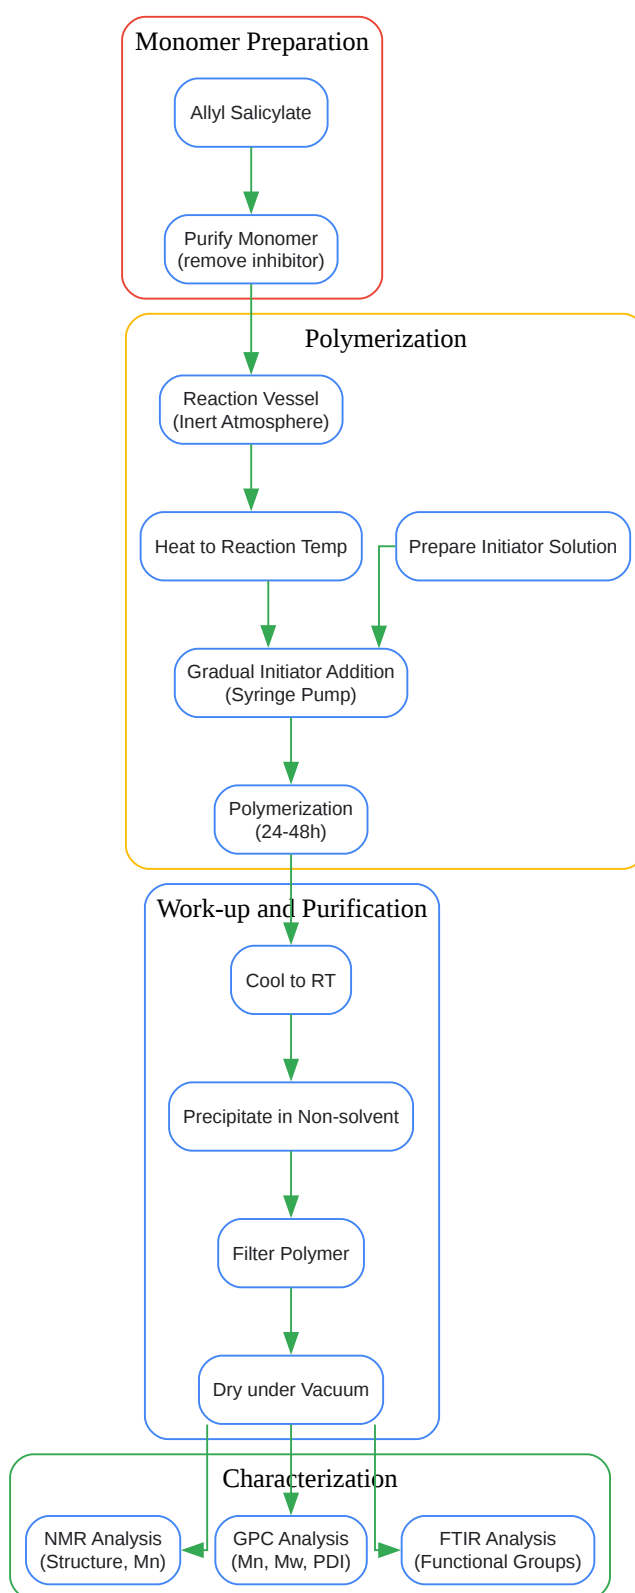 Monomer Preparation
Allyl Salicylate
Purify Monomer
(remove inhibitor)
Polymerization
Reaction Vessel
(Inert Atmosphere)
Heat to Reaction Temp
Prepare Initiator Solution
Gradual Initiator Addition
(Syringe Pump)
Polymerization
(24-48h)
Work-up and Purification
Cool to RT
Precipitate in Non-solvent
Filter Polymer
Dry under Vacuum
Characterization
NMR Analysis
(Structure, Mn)
GPC Analysis
(Mn, Mw, PDI)
FTIR Analysis
(Functional Groups)